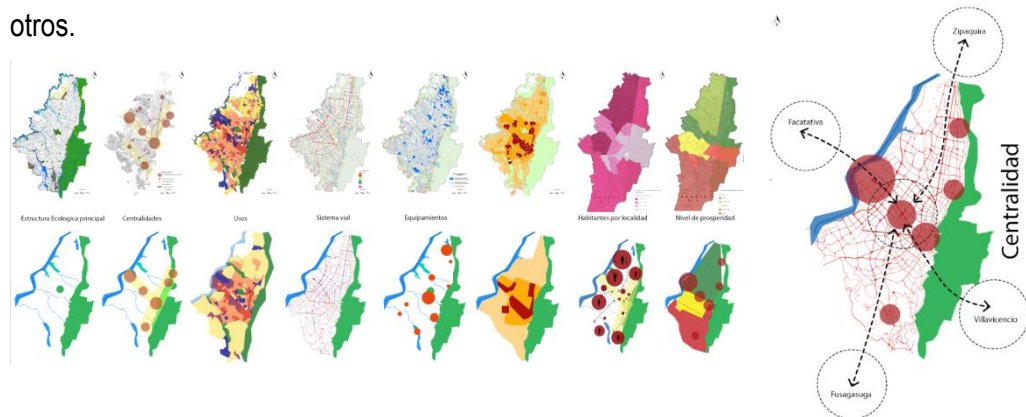 otros.
Estructura Ecologica principal
Centralidades
Usos
Sistema vial
Equipamientos
Habitantes por localidad
Nivel de prosperidad
Zipaquira
Facatativa
Centralidad
Villavicencio
Fusagasuga